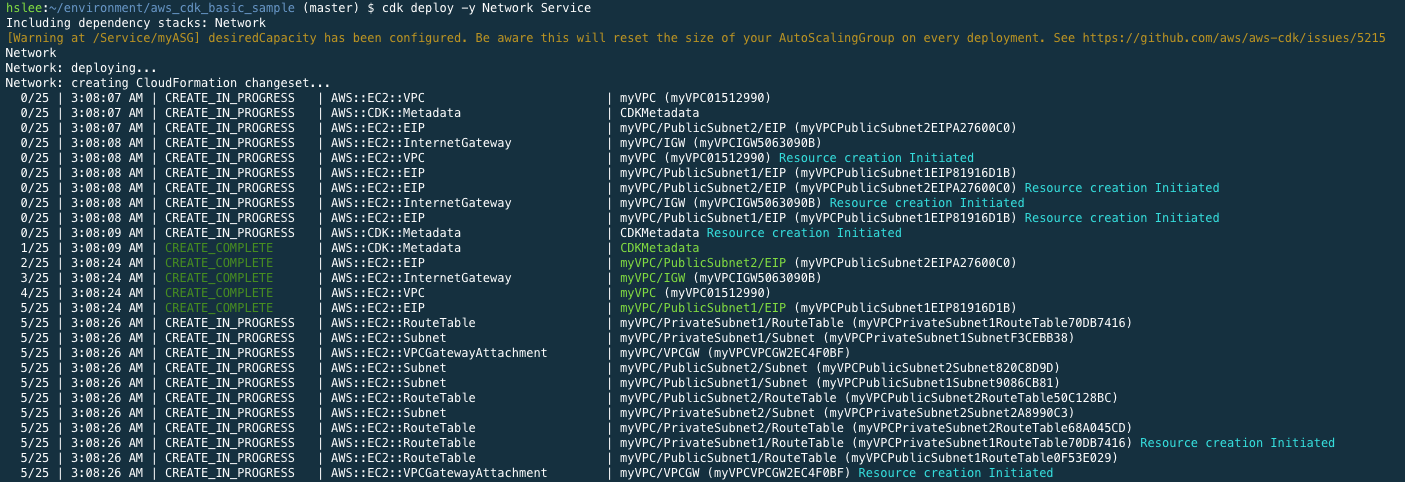 hslee:~/environment/aws_cdk_basic_sample (master) $ cdk deploy -y Network Service
Including dependency stacks: Network
[Warning at /Service/myASG] desiredCapacity has been configured. Be aware this will reset the size of your AutoScalingGroup on every deployment. See https://github.com/aws/aws-cdk/issues/5215
Network
Network: deploying...
Network: creating CloudFormation changeset...
0/25 | 3:08:07 AM | CREATE_IN_PROGRESS | AWS::EC2::VPC | myVPC (myVPC01512990)
0/25 | 3:08:07 AM | CREATE_IN_PROGRESS | AWS::CDK::Metadata | CDKMetadata
0/25 | 3:08:07 AM | CREATE_IN_PROGRESS | AWS::EC2::EIP | myVPC/PublicSubnet2/EIP (myVPCPublicSubnet2EIPA27600C0)
0/25 | 3:08:08 AM | CREATE_IN_PROGRESS | AWS::EC2::InternetGateway | myVPC/IGW (myVPCIGW5063090B)
0/25 | 3:08:08 AM | CREATE_IN_PROGRESS | AWS::EC2::VPC | myVPC (myVPC01512990) Resource creation Initiated
0/25 | 3:08:08 AM | CREATE_IN_PROGRESS | AWS::EC2::EIP | myVPC/PublicSubnet1/EIP (myVPCPublicSubnet1EIP81916D1B)
0/25 | 3:08:08 AM | CREATE_IN_PROGRESS | AWS::EC2::EIP | myVPC/PublicSubnet2/EIP (myVPCPublicSubnet2EIPA27600C0) Resource creation Initiated
0/25 | 3:08:08 AM | CREATE_IN_PROGRESS | AWS::EC2::InternetGateway | myVPC/IGW (myVPCIGW5063090B) Resource creation Initiated
0/25 | 3:08:08 AM | CREATE_IN_PROGRESS | AWS::EC2::EIP | myVPC/PublicSubnet1/EIP (myVPCPublicSubnet1EIP81916D1B) Resource creation Initiated
0/25 | 3:08:09 AM | CREATE_IN_PROGRESS | AWS::CDK::Metadata | CDKMetadata Resource creation Initiated
1/25 | 3:08:09 AM | CREATE_COMPLETE | AWS::CDK::Metadata | CDKMetadata
2/25 | 3:08:24 AM | CREATE_COMPLETE | AWS::EC2::EIP | myVPC/PublicSubnet2/EIP (myVPCPublicSubnet2EIPA27600C0)
3/25 | 3:08:24 AM | CREATE_COMPLETE | AWS::EC2::InternetGateway | myVPC/IGW (myVPCIGW5063090B)
4/25 | 3:08:24 AM | CREATE_COMPLETE | AWS::EC2::VPC | myVPC (myVPC01512990)
5/25 | 3:08:24 AM | CREATE_COMPLETE | AWS::EC2::EIP | myVPC/PublicSubnet1/EIP (myVPCPublicSubnet1EIP81916D1B)
5/25 | 3:08:26 AM | CREATE_IN_PROGRESS | AWS::EC2::RouteTable | myVPC/PrivateSubnet1/RouteTable (myVPCPrivateSubnet1RouteTable70DB7416)
5/25 | 3:08:26 AM | CREATE_IN_PROGRESS | AWS::EC2::Subnet | myVPC/PrivateSubnet1/Subnet (myVPCPrivateSubnet1SubnetF3CEBB38)
5/25 | 3:08:26 AM | CREATE_IN_PROGRESS | AWS::EC2::VPCGatewayAttachment | myVPC/VPCGW (myVPCVPCGW2EC4F0BF)
5/25 | 3:08:26 AM | CREATE_IN_PROGRESS | AWS::EC2::Subnet | myVPC/PublicSubnet2/Subnet (myVPCPublicSubnet2Subnet820C8D9D)
5/25 | 3:08:26 AM | CREATE_IN_PROGRESS | AWS::EC2::Subnet | myVPC/PublicSubnet1/Subnet (myVPCPublicSubnet1Subnet9086CB81)
5/25 | 3:08:26 AM | CREATE_IN_PROGRESS | AWS::EC2::RouteTable | myVPC/PublicSubnet2/RouteTable (myVPCPublicSubnet2RouteTable50C128BC)
5/25 | 3:08:26 AM | CREATE_IN_PROGRESS | AWS::EC2::Subnet | myVPC/PrivateSubnet2/Subnet (myVPCPrivateSubnet2Subnet2A8990C3)
5/25 | 3:08:26 AM | CREATE_IN_PROGRESS | AWS::EC2::RouteTable | myVPC/PrivateSubnet2/RouteTable (myVPCPrivateSubnet2RouteTable68A045CD)
5/25 | 3:08:26 AM | CREATE_IN_PROGRESS | AWS::EC2::RouteTable | myVPC/PrivateSubnet1/RouteTable (myVPCPrivateSubnet1RouteTable70DB7416) Resource creation Initiated
5/25 | 3:08:26 AM | CREATE_IN_PROGRESS | AWS::EC2::RouteTable | myVPC/PublicSubnet1/RouteTable (myVPCPublicSubnet1RouteTable0F53E029)
5/25 | 3:08:26 AM | CREATE_IN_PROGRESS | AWS::EC2::VPCGatewayAttachment | myVPC/VPCGW (myVPCVPCGW2EC4F0BF) Resource creation Initiated